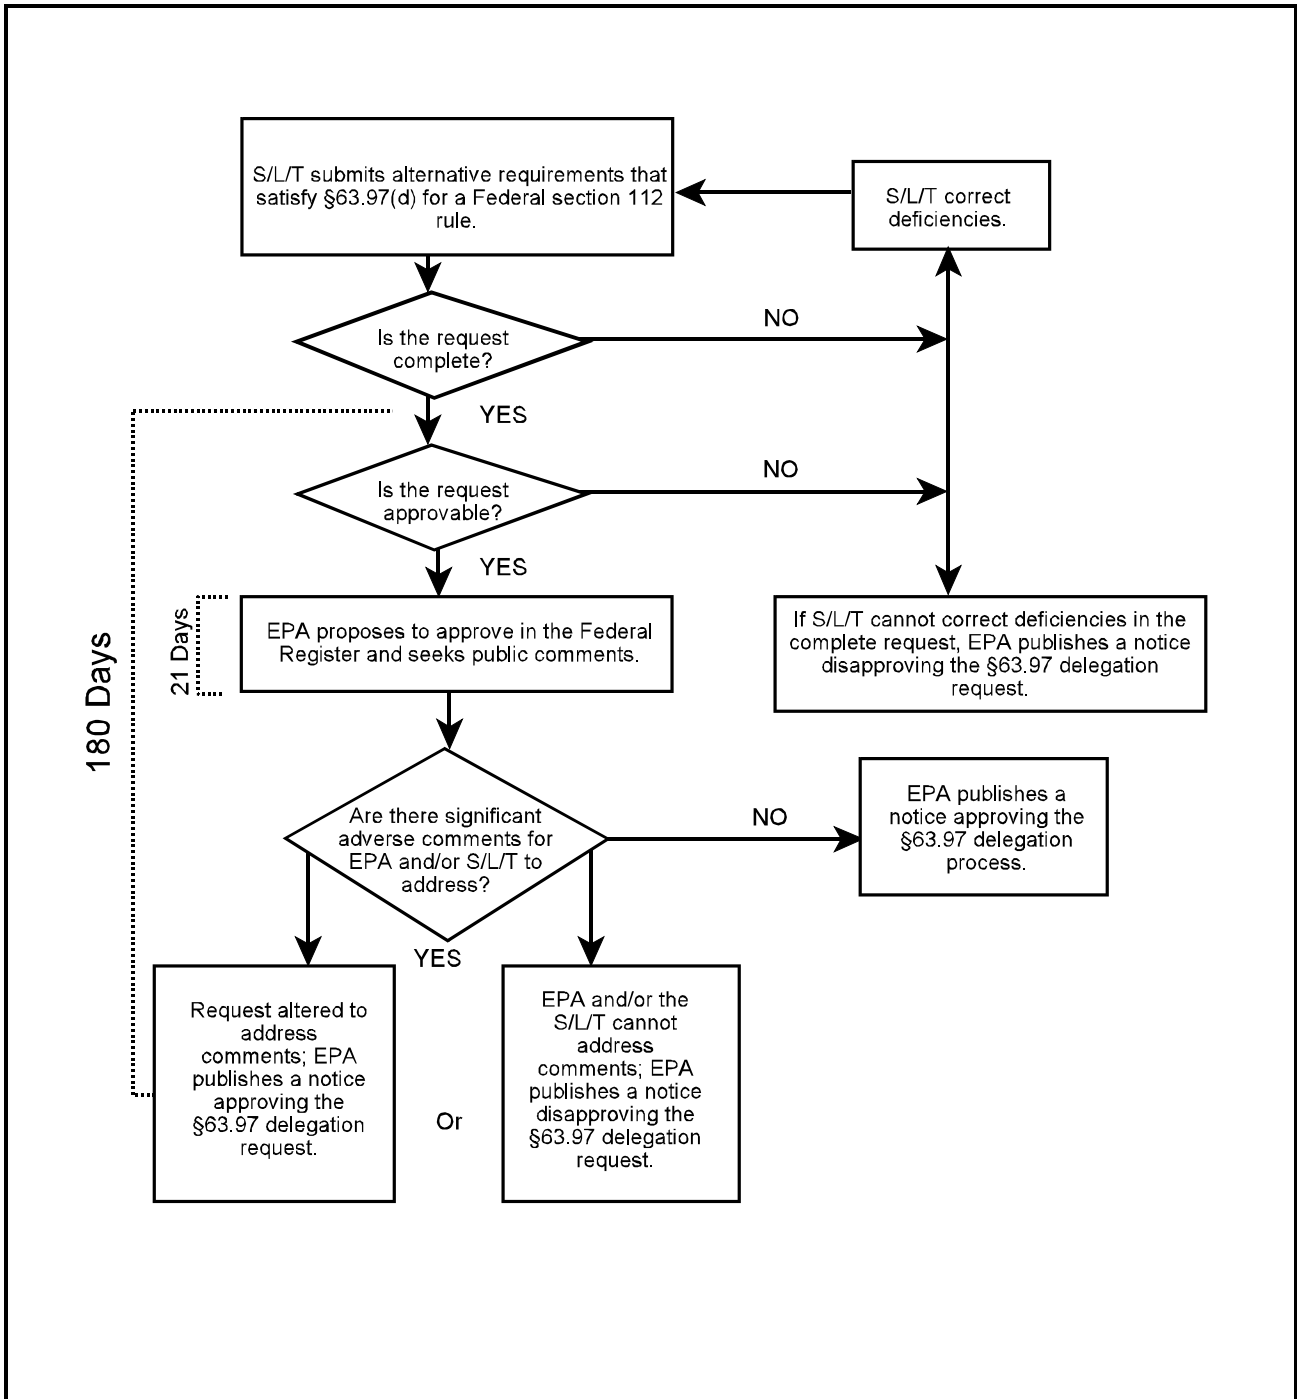 S/L/T submits alternative requirements that
satisfy §63.97(d) for a Federal section 112
rule.
S/L/T correct
deficiencies.
Is the request
complete?
NO
YES
Is the request
approvable?
NO
YES
180 Days
21 Days
EPA proposes to approve in the Federal
Register and seeks public comments.
If S/L/T cannot correct deficiencies in the
complete request, EPA publishes a notice
disapproving the §63.97 delegation
request.
Are there significant
adverse comments for
EPA and/or S/L/T to
address?
NO
EPA publishes a
notice approving the
§63.97 delegation
process.
YES
Request altered to
address
comments; EPA
publishes a notice
approving the
§63.97 delegation
request.
Or
EPA and/or the
S/L/T cannot
address
comments; EPA
publishes a notice
disapproving the
§63.97 delegation
request.